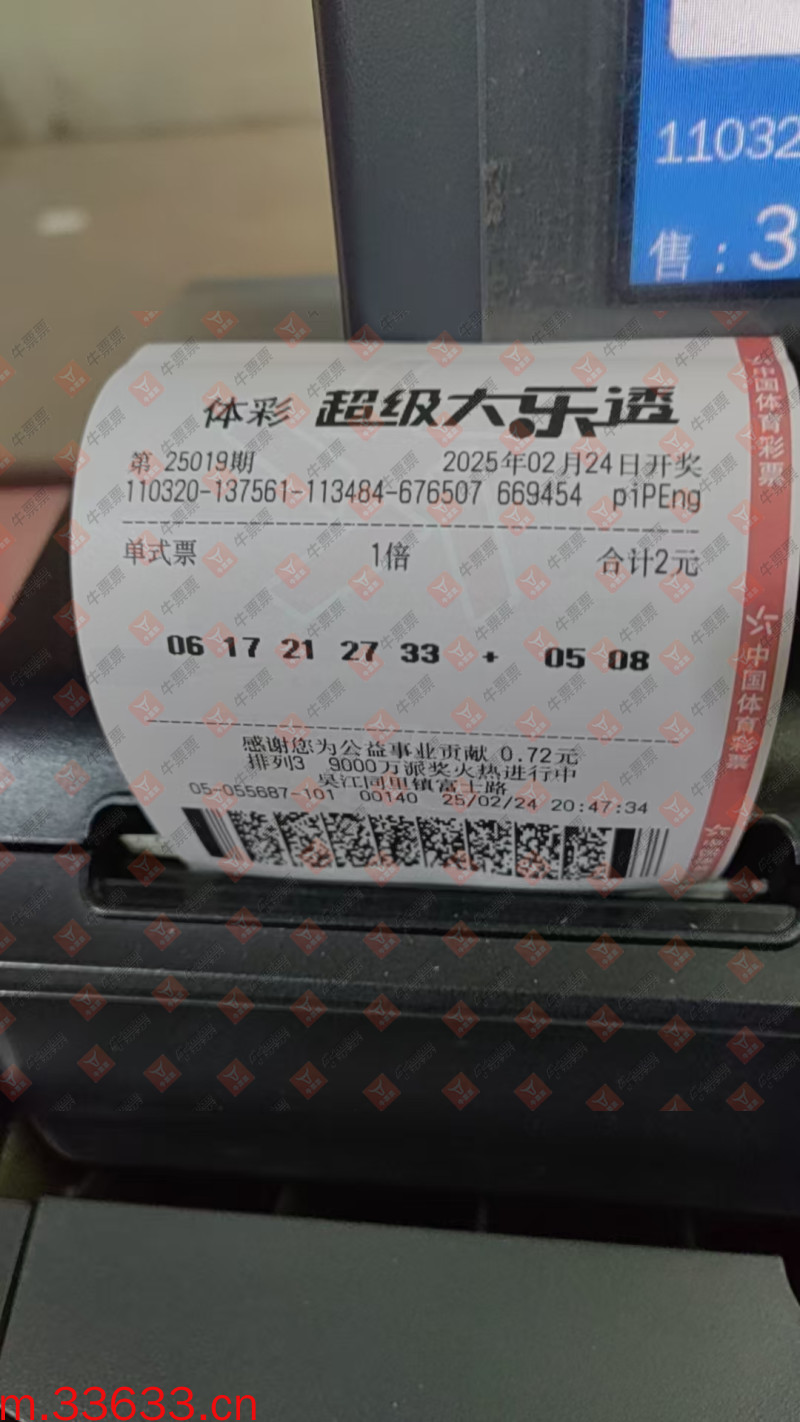 11032
售：3
体彩 超级大乐透
第 25019期 2025年02月24日开奖
110320-137561-113484-676507 669454 piPEng
单式票 1倍 合计2元
06 17 21 27 33 + 05 08
感谢您为公益事业贡献 0.72元
排列3 9000万派奖火热进行中
吴江同里镇富士路
05-055687-101 00140 25/02/24 20:47:34
中国体育彩票
中国体育彩票
牛票票
m.33633.cn